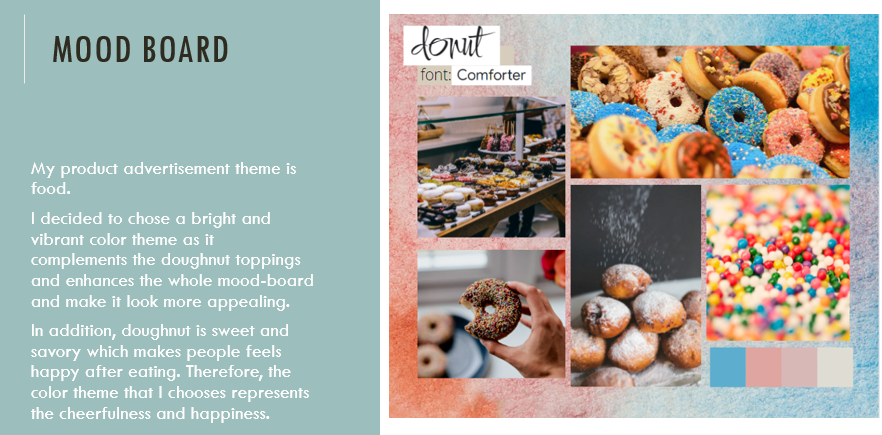 MOOD BOARD
My product advertisement theme is
food.
I decided to chose a bright and
vibrant color theme as it
complements the doughnut toppings
and enhances the whole mood-board
and make it look more appealing.
In addition, doughnut is sweet and
savory which makes people feels
happy after eating. Therefore, the
color theme that I chooses represents
the cheerfulness and happiness.
donut
font: Comforter